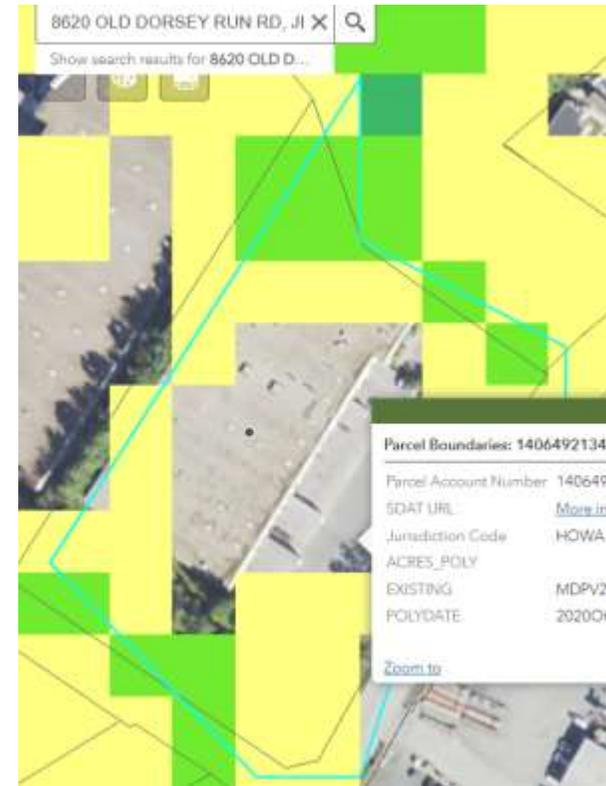 8620 OLD DORSEY RUN RD, JI
Show search results for 8620 OLD D...
Parcel Boundaries: 1406492134
Parcel Account Number 140649
SDAT URL More in
Jurisdiction Code HOWA
ACRES_POLY
EXISTING MDPV2
POLYDATE 2020O
Zoom to